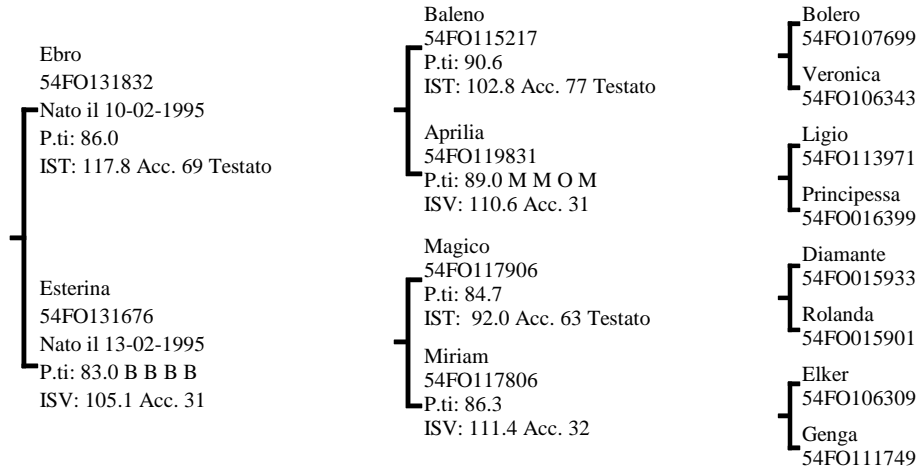 Ebro
54FO131832
Nato il 10-02-1995
P.ti: 86.0
IST: 117.8 Acc. 69 Testato
Esterina
54FO131676
Nato il 13-02-1995
P.ti: 83.0 B B B B
ISV: 105.1 Acc. 31
Baleno
54FO115217
P.ti: 90.6
IST: 102.8 Acc. 77 Testato
Aprilia
54FO119831
P.ti: 89.0 M M O M
ISV: 110.6 Acc. 31
Magico
54FO117906
P.ti: 84.7
IST:  92.0 Acc. 63 Testato
Miriam
54FO117806
P.ti: 86.3
ISV: 111.4 Acc. 32
Bolero
54FO107699
Veronica
54FO106343
Ligio
54FO113971
Principessa
54FO016399
Diamante
54FO015933
Rolanda
54FO015901
Elker
54FO106309
Genga
54FO111749